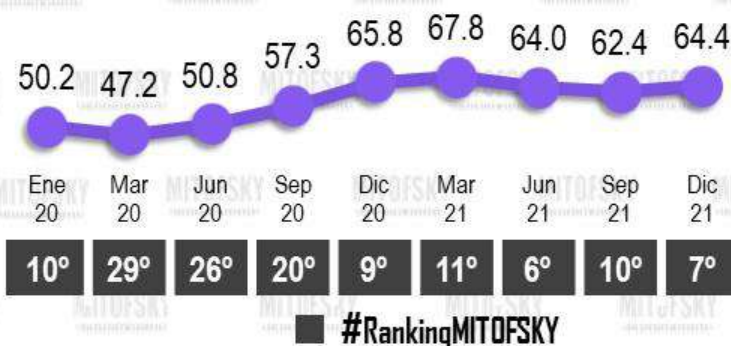 50.2 47.2 50.8 57.3 65.8 67.8 64.0 62.4 64.4
Ene Mar Jun Sep Dic Mar Jun Sep Dic
20 20 20 20 20 21 21 21 21
10º 29º 26º 20º 9º 11º 6º 10º 7º
#RankingMITOFSKY